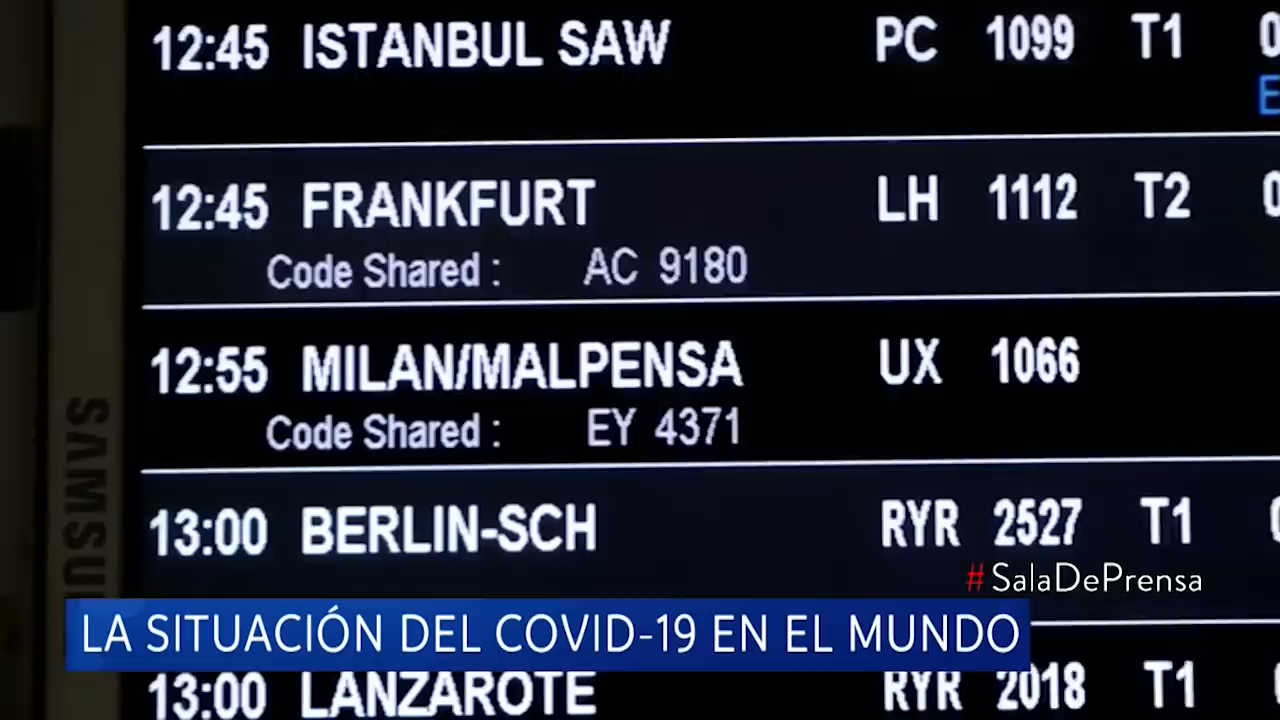 12:45 ISTANBUL SAW PC 1099 T1
12:45 FRANKFURT LH 1112 T2
Code Shared : AC 9180
12:55 MILAN/MALPENSA UX 1066
Code Shared : EY 4371
13:00 BERLIN-SCH RYR 2527 T1
#SalaDePrensa
LA SITUACIÓN DEL COVID-19 EN EL MUNDO
13:00 LANZAROTE RYR 2018 T1
SAMSUNG